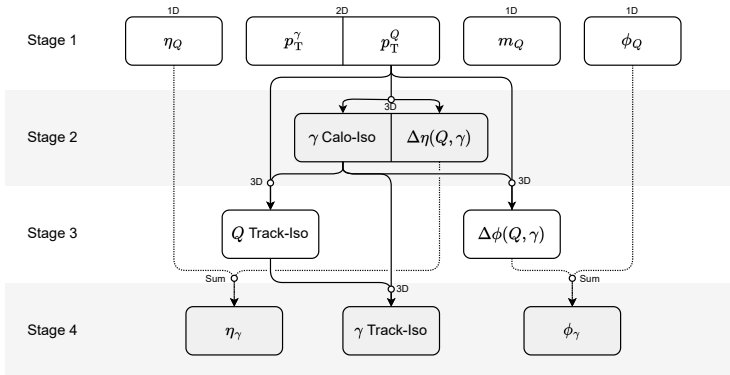 1D 2D 1D 1D
Stage 1 η_Q p_T^γ p_T^Q m_Q ϕ_Q
3D
Stage 2 γ Calo-Iso Δη(Q, γ)
3D 3D
Stage 3 Q Track-Iso Δϕ(Q, γ)
Sum Sum
3D
Stage 4 η_γ γ Track-Iso ϕ_γ